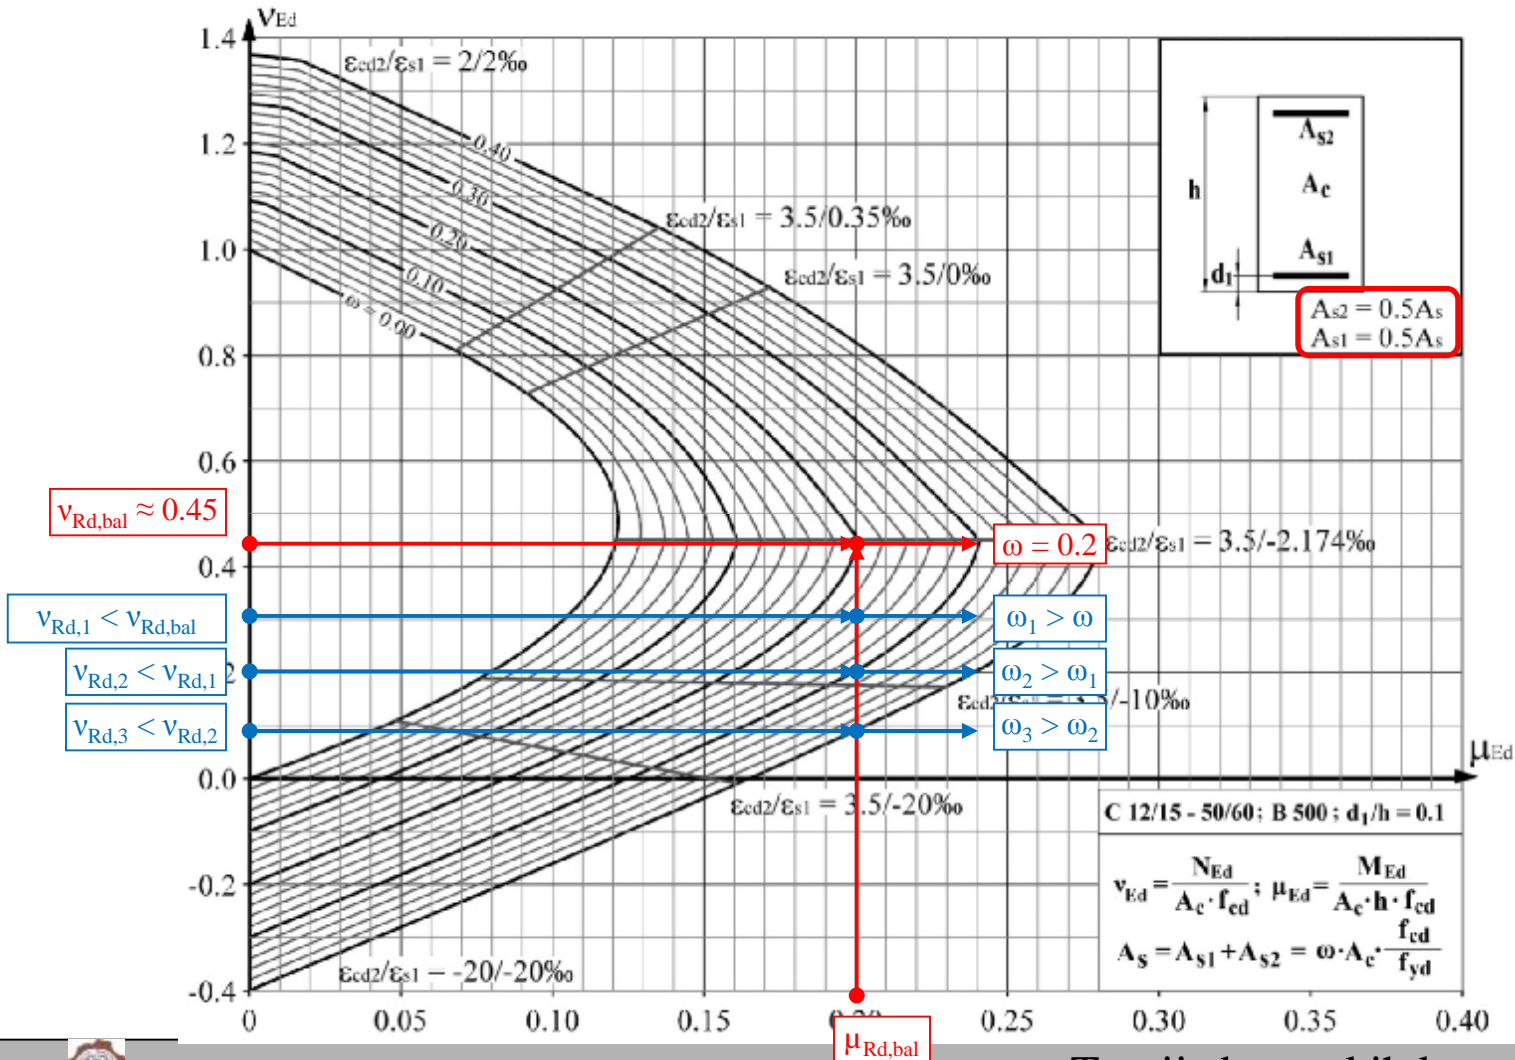 νEd
1.4
εcd2/εs1 = 2/2‰
1.2
0.40
0.30
1.0
0.20
εcd2/εs1 = 3.5/0.35‰
εcd2/εs1 = 3.5/0‰
0.10
ω = 0.00
0.8
0.6
νRd,bal ≈ 0.45
ω = 0.2
εcd2/εs1 = 3.5/-2.174‰
0.4
νRd,1 < νRd,bal
ω1 > ω
νRd,2 < νRd,1
ω2 > ω1
/-10‰
νRd,3 < νRd,2
ω3 > ω2
0.0
μEd
εcd2/εs1 = 3.5/-20‰
-0.2
εcd2/εs1 = -20/-20‰
-0.4
0 0.05 0.10 0.15 0.20 0.25 0.30 0.35 0.40
μRd,bal
h
As2
Ac
As1
d1
As2 = 0.5As
As1 = 0.5As
C 12/15 - 50/60; B 500; d1/h = 0.1
νEd = NEd / Ac·fcd ; μEd = MEd / Ac·h·fcd
As = As1 + As2 = ω·Ac· fcd / fyd